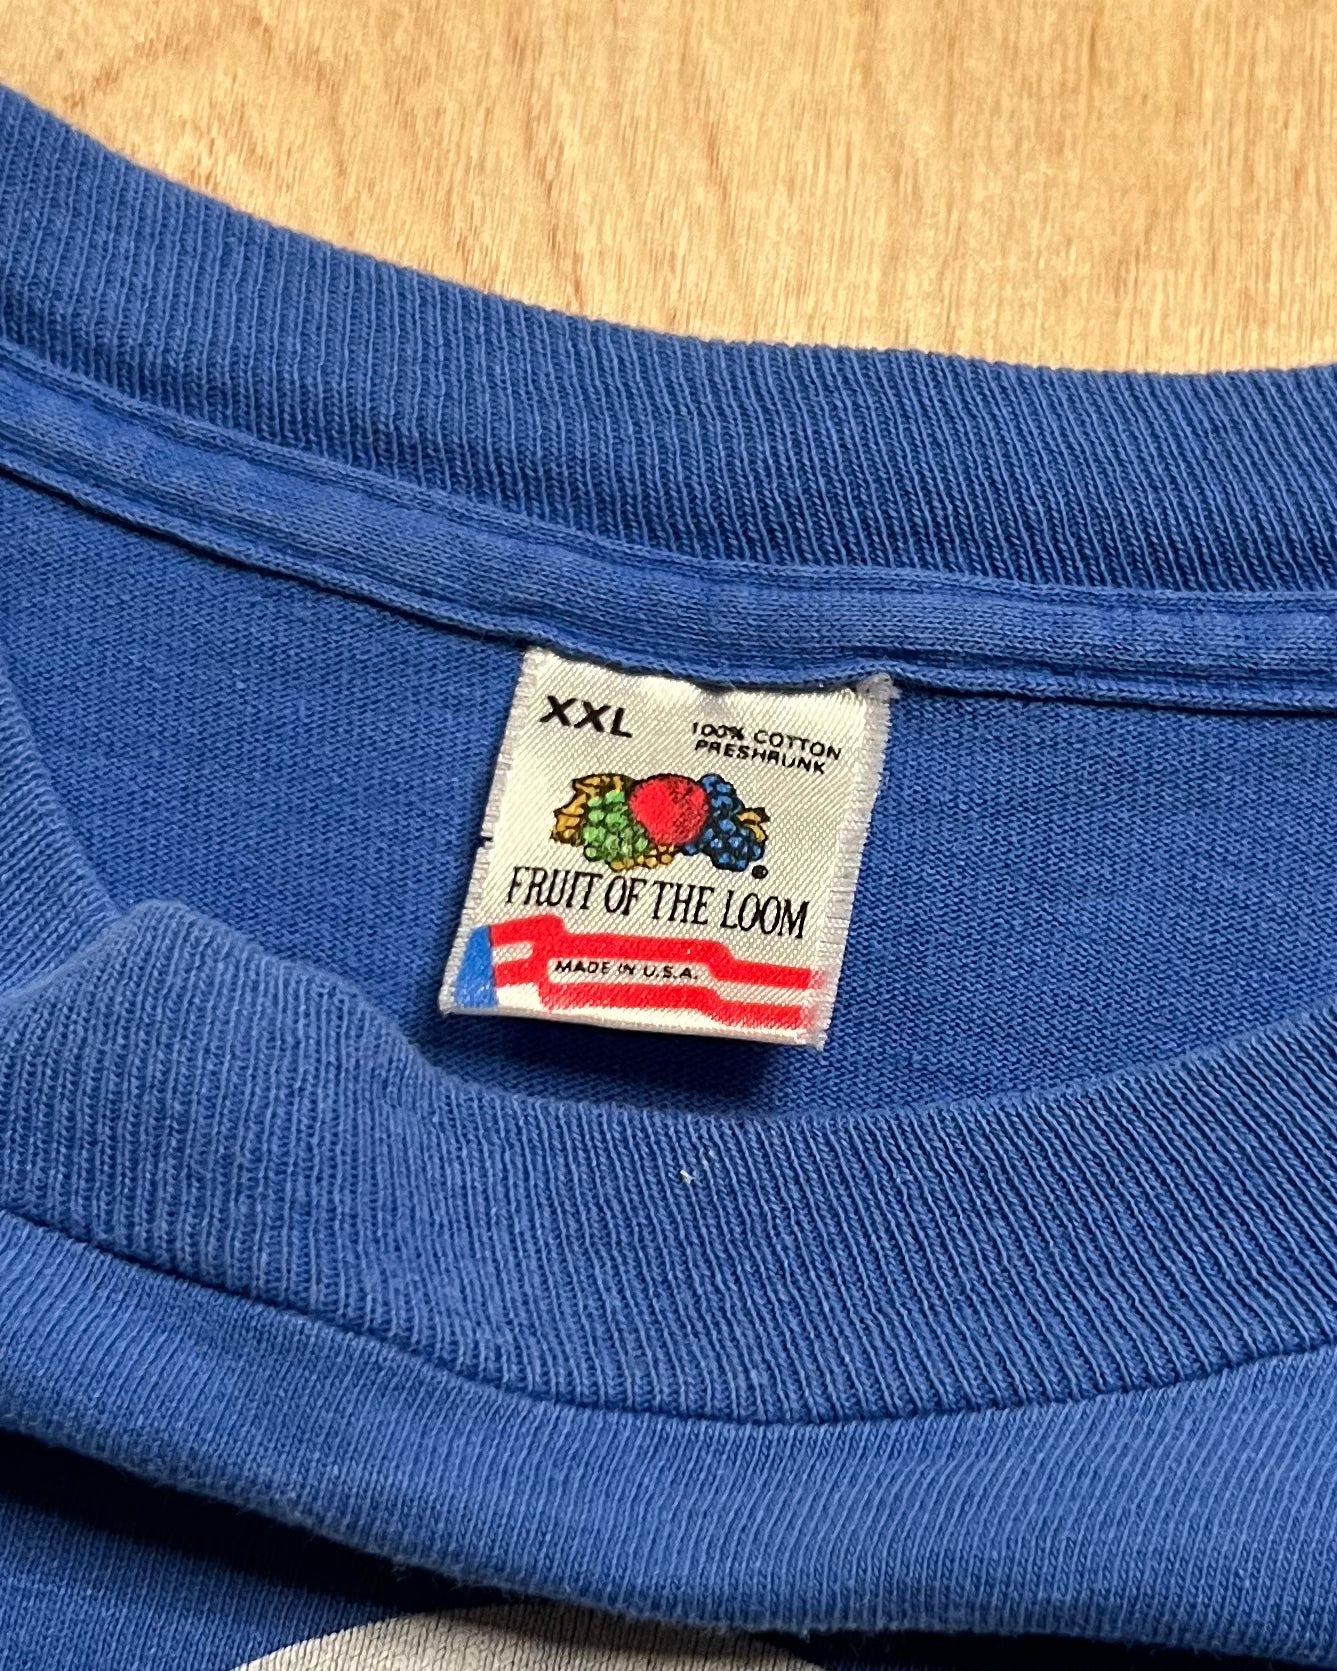 XXL
100% COTTON
PRESHRUNK
®
FRUIT OF THE LOOM
MADE IN U.S.A.